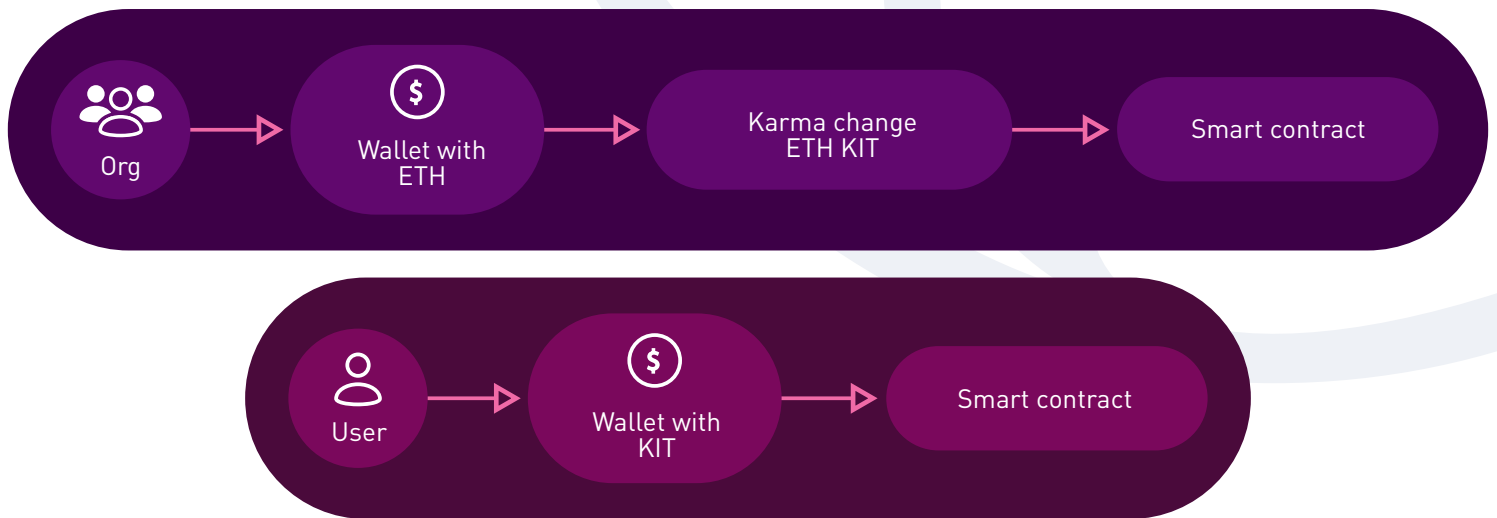 Org
Wallet with
ETH
Karma change
ETH KIT
Smart contract
User
Wallet with
KIT
Smart contract